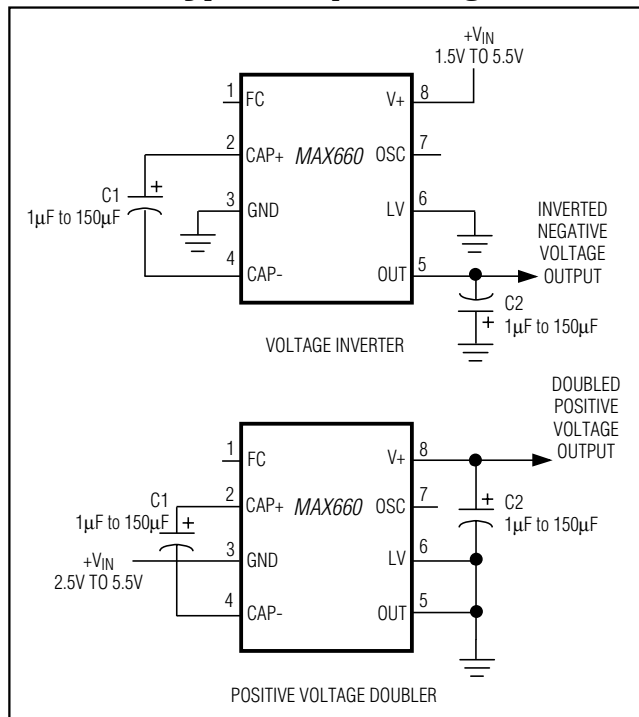 +VIN
1.5V TO 5.5V
1 FC
V+ 8
2 CAP+
MAX660
OSC 7
C1
+
1µF to 150µF
3 GND
LV 6
INVERTED
NEGATIVE
VOLTAGE
OUTPUT
4 CAP-
OUT 5
C2
+
1µF to 150µF
VOLTAGE INVERTER
DOUBLED
POSITIVE
VOLTAGE
OUTPUT
1 FC
V+ 8
C1
+
1µF to 150µF
2 CAP+
MAX660
OSC 7
+
C2
1µF to 150µF
+VIN
2.5V TO 5.5V
3 GND
LV 6
4 CAP-
OUT 5
POSITIVE VOLTAGE DOUBLER